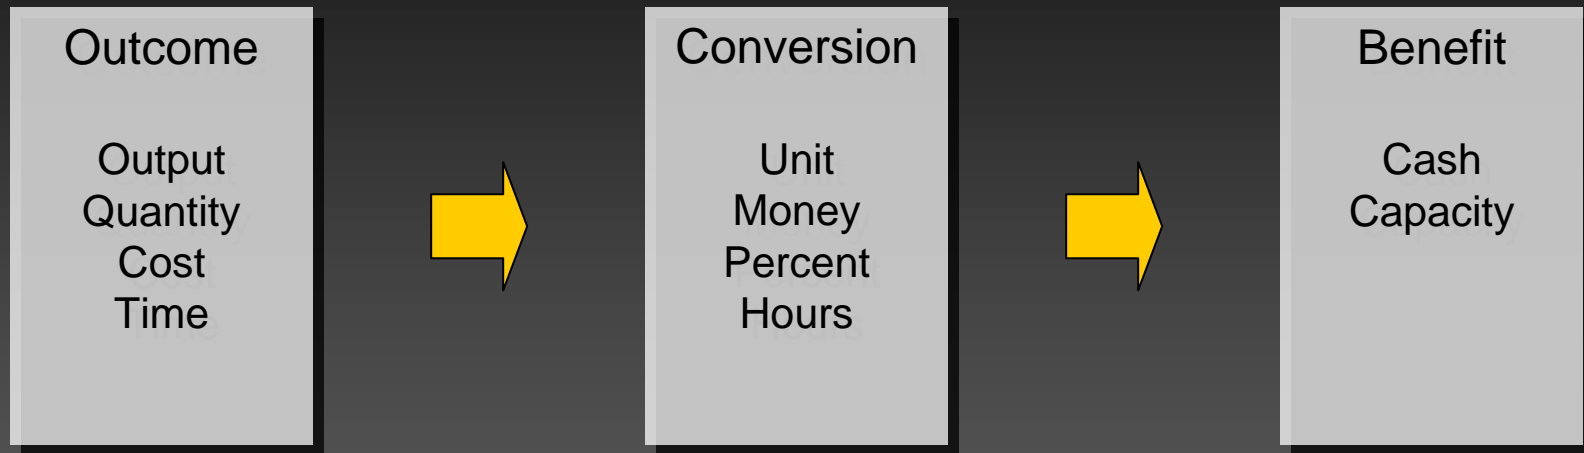 Outcome
Output
Quantity
Cost
Time
Conversion
Unit
Money
Percent
Hours
Benefit
Cash
Capacity